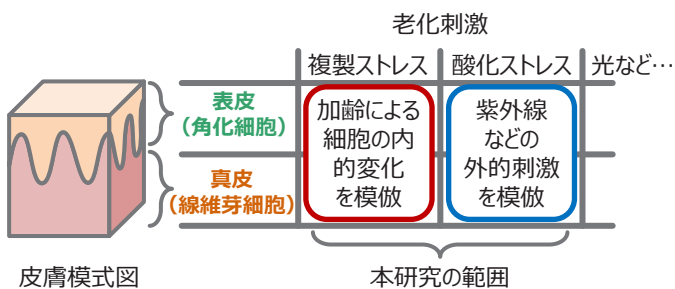 老化刺激
複製ストレス
酸化ストレス
光など…
表皮
(角化細胞)
真皮
(線維芽細胞)
加齢による
細胞の内
的変化
を模倣
紫外線
などの
外的刺激
を模倣
皮膚模式図
本研究の範囲